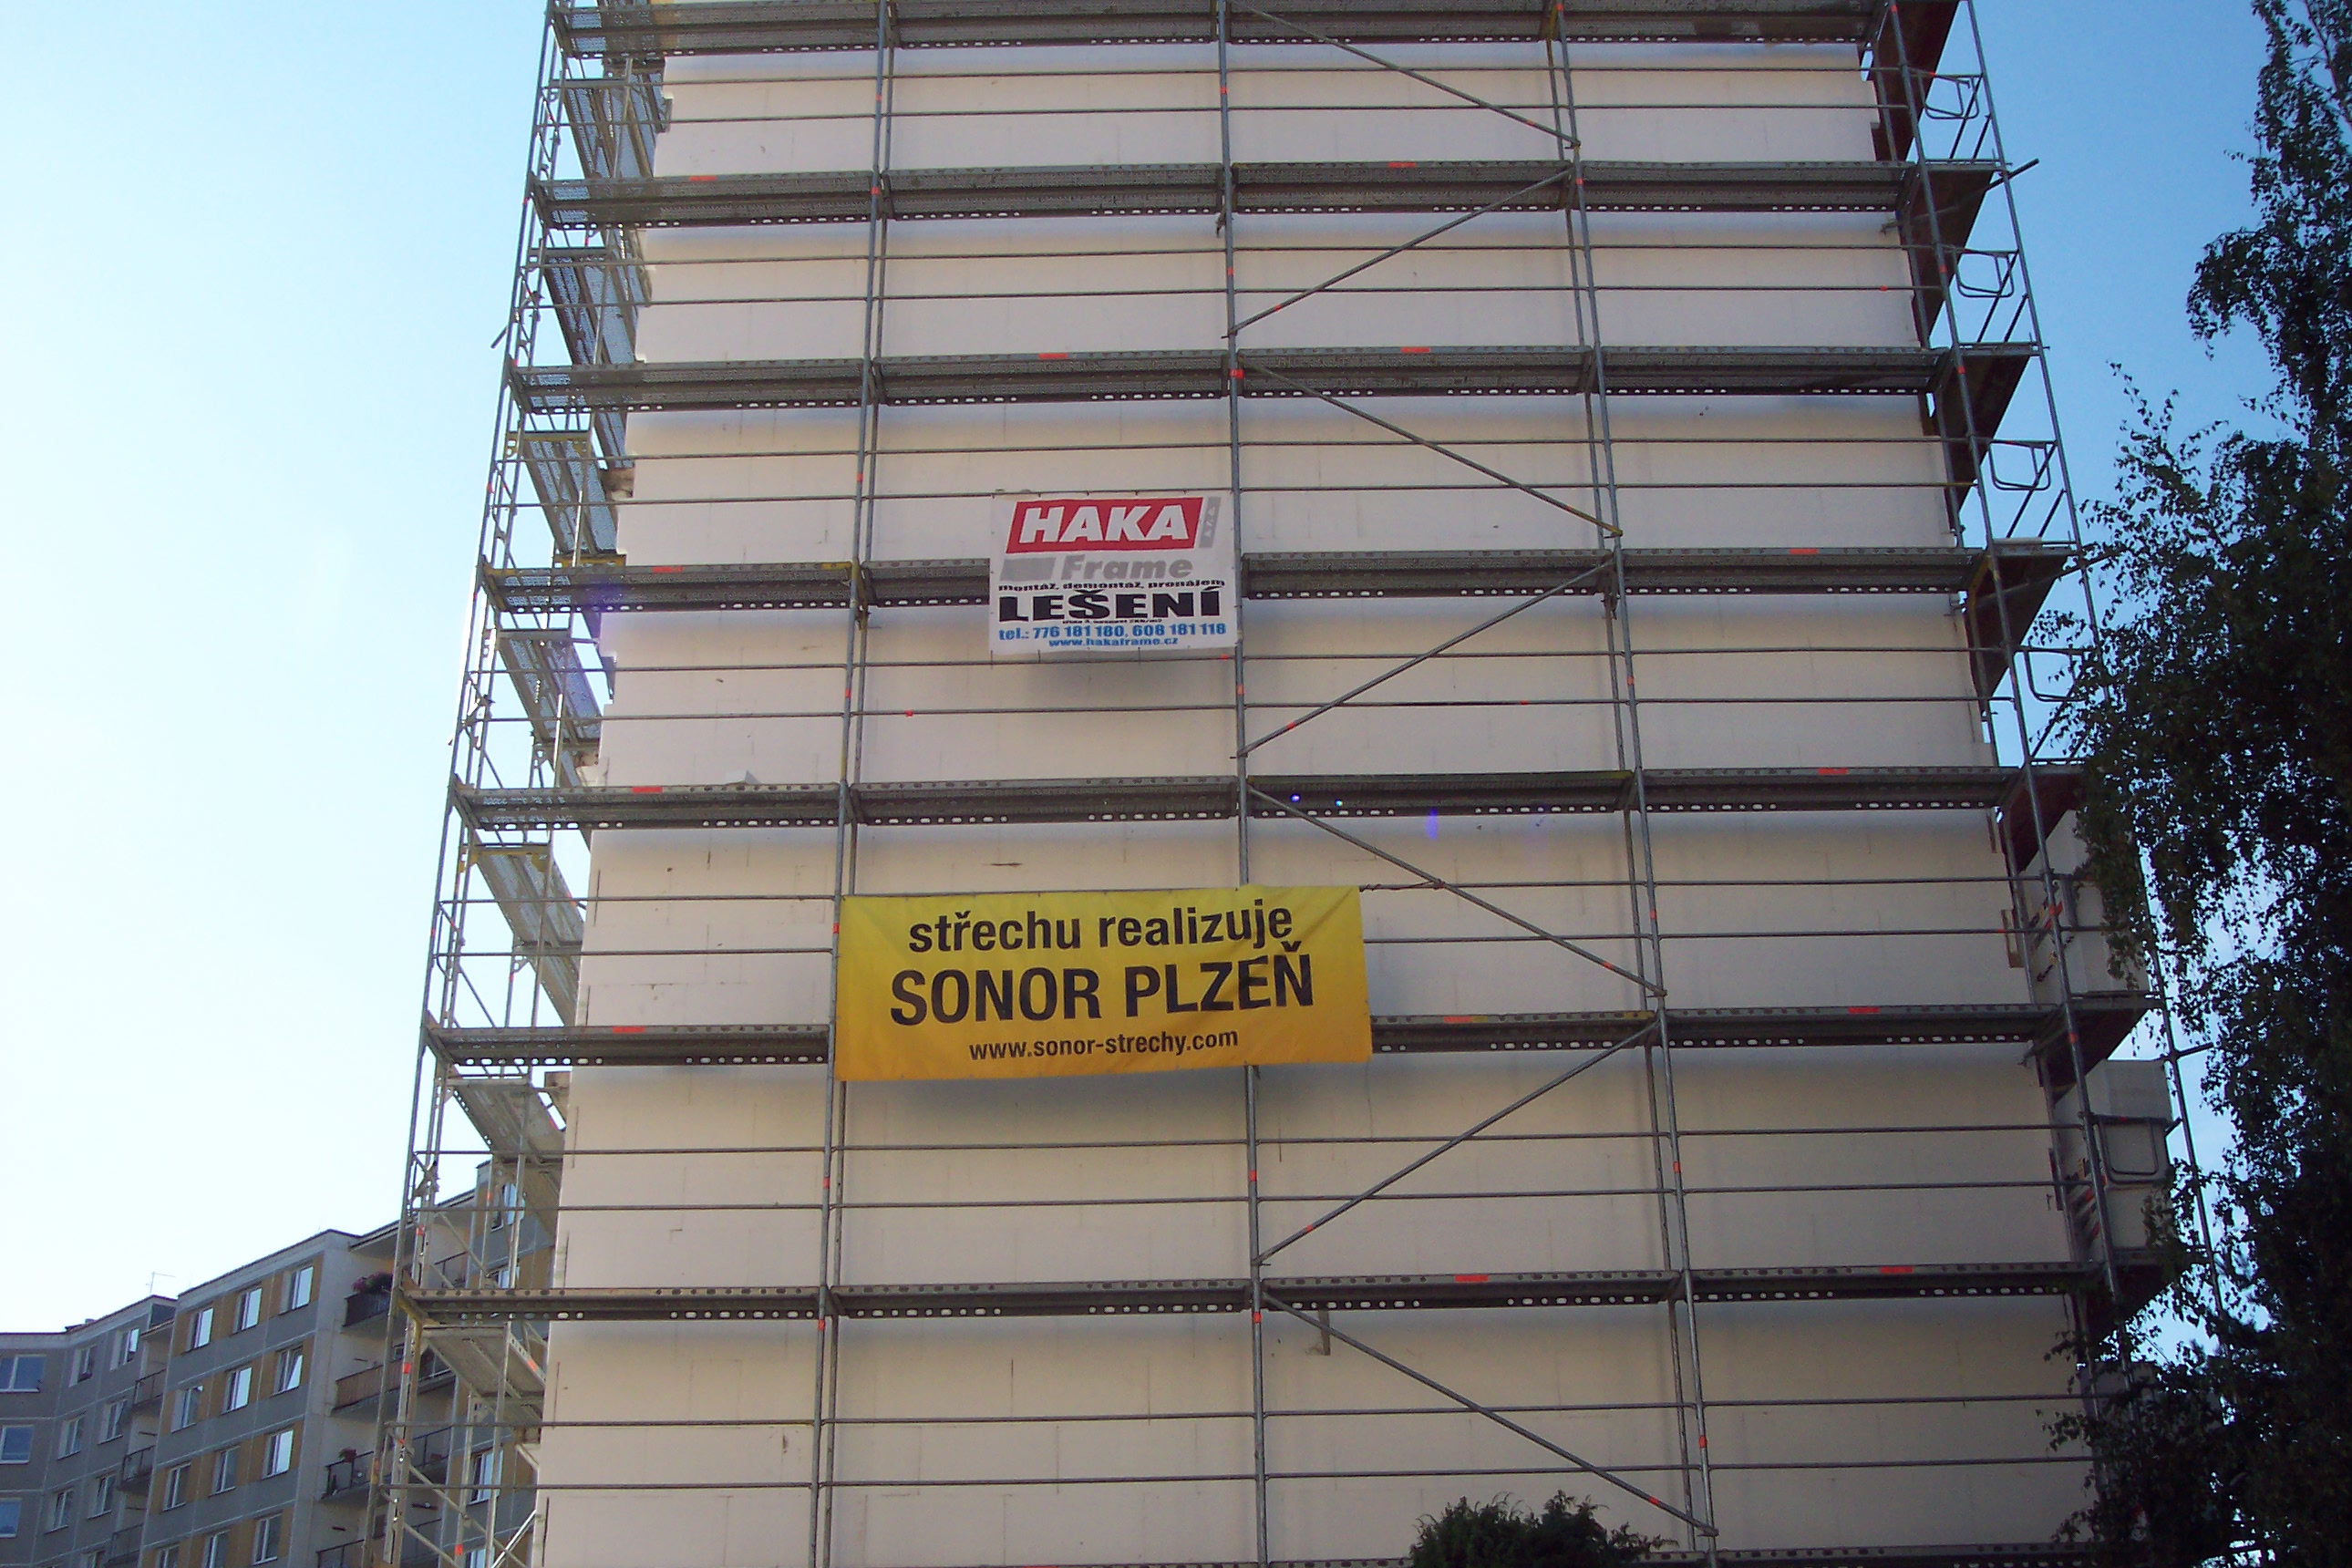 HAKA
Frame
montáž, demontáž, pronájem
LEŠENÍ
tel.: 776 181 180, 608 181 118
www.hakaframe.cz
střechu realizuje
SONOR PLZEŇ
www.sonor-strechy.com